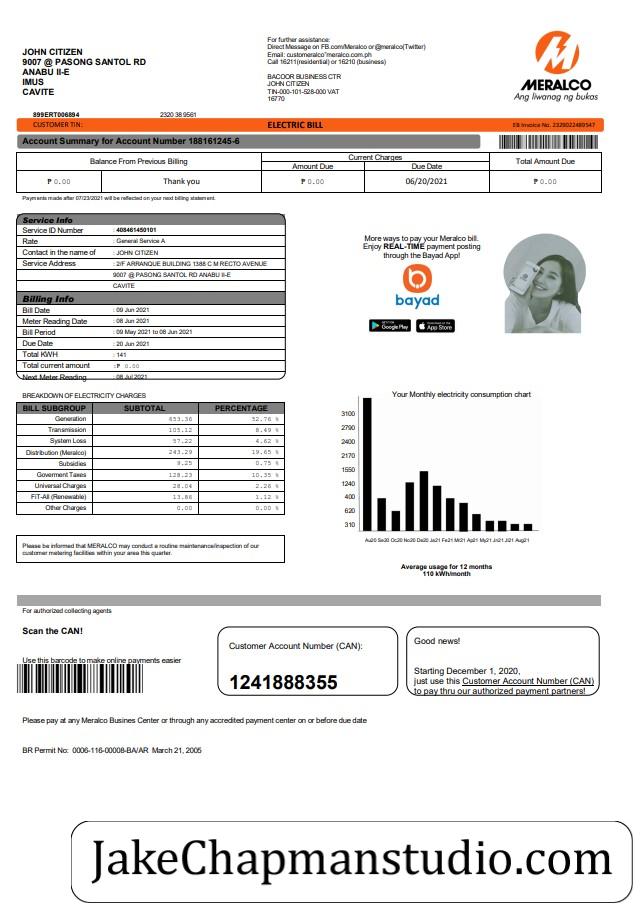 JOHN CITIZEN
9007 @ PASONG SANTOL RD
ANABU II-E
IMUS
CAVITE
For further assistance:
Direct Message on FB.com/Meralco or@meralco(Twitter)
Email: customeralco"meralco.com.ph
Call 16211(residential) or 16210 (business)
BACOOR BUSINESS CTR
JOHN CITIZEN
TIN-000-101-528-000 VAT
16770
MERALCO
Ang liwanag ng bukas
899ERT006894 2320 38 9561
CUSTOMER TIN: ELECTRIC BILL EB Invoice No. 2329022489547
Account Summary for Account Number 188161245-6
Balance From Previous Billing Current Charges Total Amount Due
Amount Due Due Date
₱ 0.00 Thank you ₱ 0.00 06/20/2021 ₱ 0.00
Payments made after 07/23/2021 will be reflected on your next billing statement.
Service Info
Service ID Number : 408461450101
Rate : General Service A
Contact in the name of : JOHN CITIZEN
Service Address : 2/F ARRANQUE BUILDING 1388 C M RECTO AVENUE
9007 @ PASONG SANTOL RD ANABU II-E
CAVITE
Billing Info
Bill Date : 09 Jun 2021
Meter Reading Date : 08 Jun 2021
Bill Period : 09 May 2021 to 08 Jun 2021
Due Date : 20 Jun 2021
Total KWH : 141
Total current amount :₱ 0.00
Next Meter Reading : 08 Jul 2021
More ways to pay your Meralco bill.
Enjoy REAL-TIME payment posting
through the Bayad App!
bayad
Google Play
App Store
BREAKDOWN OF ELECTRICITY CHARGES
BILL SUBGROUP SUBTOTAL PERCENTAGE
Generation 653.36 52.76 %
Transmission 105.12 8.49 %
System Loss 57.22 4.62 %
Distribution (Meralco) 243.29 19.65 %
Subsidies 9.25 0.75 %
Goverment Taxes 128.23 10.35 %
Universal Charges 28.04 2.26 %
FIT-All (Renewable) 13.86 1.12 %
Other Charges 0.00 0.00 %
Please be informed that MERALCO may conduct a routine maintenance/inspection of our
customer metering facilities within your area this quarter.
Your Monthly electricity consumption chart
3100
2790
2400
2170
1550
1240
400
620
310
Au20 Se20 Oc20 No20 De20 Ja21 Fe21 Mr21 Ap21 My21 Jn21 Jl21 Aug21
Average usage for 12 months
110 kWh/month
For authorized collecting agents
Scan the CAN!
Use this barcode to make online payments easier
Customer Account Number (CAN):
1241888355
Good news!
Starting December 1, 2020,
just use this Customer Account Number (CAN)
to pay thru our authorized payment partners!
Please pay at any Meralco Busines Center or through any accredited payment center on or before due date
BR Permit No: 0006-116-00008-BA/AR March 21, 2005
JakeChapmanstudio.com